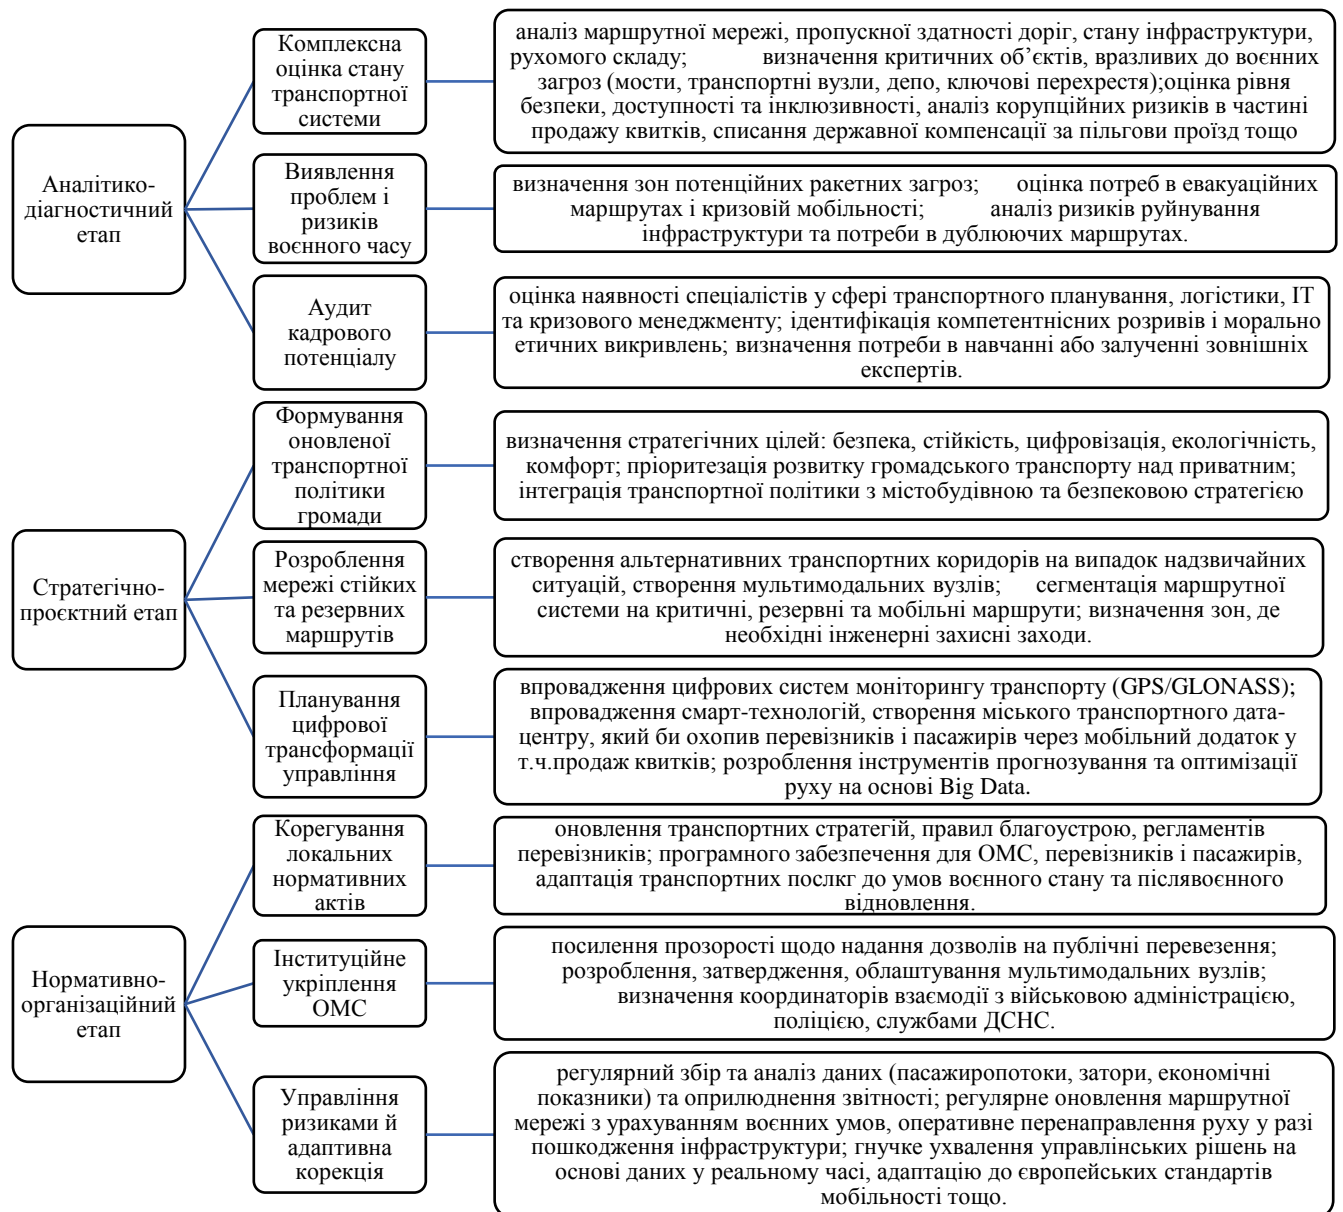 Аналітико-
діагностичний
етап
Комплексна
оцінка стану
транспортної
системи
аналіз маршрутної мережі, пропускної здатності доріг, стану інфраструктури,
рухомого складу; визначення критичних об’єктів, вразливих до воєнних
загроз (мости, транспортні вузли, депо, ключові перехрестя);оцінка рівня
безпеки, доступності та інклюзивності, аналіз корупційних ризиків в частині
продажу квитків, списання державної компенсації за пільгови проїзд тощо
Виявлення
проблем і
ризиків
воєнного часу
визначення зон потенційних ракетних загроз; оцінка потреб в евакуаційних
маршрутах і кризовій мобільності; аналіз ризиків руйнування
інфраструктури та потреби в дублюючих маршрутах.
Аудит
кадрового
потенціалу
оцінка наявності спеціалістів у сфері транспортного планування, логістики, ІТ
та кризового менеджменту; ідентифікація компетентнісних розривів і морально
етичних викривлень; визначення потреби в навчанні або залученні зовнішніх
експертів.
Стратегічно-
проєктний етап
Формування
оновленої
транспортної
політики
громади
визначення стратегічних цілей: безпека, стійкість, цифровізація, екологічність,
комфорт; пріоритезація розвитку громадського транспорту над приватним;
інтеграція транспортної політики з містобудівною та безпековою стратегією
Розроблення
мережі стійких
та резервних
маршрутів
створення альтернативних транспортних коридорів на випадок надзвичайних
ситуацій, створення мультимодальних вузлів; сегментація маршрутної
системи на критичні, резервні та мобільні маршрути; визначення зон, де
необхідні інженерні захисні заходи.
Планування
цифрової
трансформації
управління
впровадження цифрових систем моніторингу транспорту (GPS/GLONASS);
впровадження смарт-технологій, створення міського транспортного дата-
центру, який би охопив перевізників і пасажирів через мобільний додаток у
т.ч.продаж квитків; розроблення інструментів прогнозування та оптимізації
руху на основі Big Data.
Нормативно-
організаційний
етап
Корегування
локальних
нормативних
актів
оновлення транспортних стратегій, правил благоустрою, регламентів
перевізників; програмного забезпечення для ОМС, перевізників і пасажирів,
адаптація транспортних послкг до умов воєнного стану та післявоєнного
відновлення.
Інституційне
укріплення
ОМС
посилення прозорості щодо надання дозволів на публічні перевезення;
розроблення, затвердження, облаштування мультимодальних вузлів;
визначення координаторів взаємодії з військовою адміністрацією,
поліцією, службами ДСНС.
Управління
ризиками й
адаптивна
корекція
регулярний збір та аналіз даних (пасажиропотоки, затори, економічні
показники) та оприлюднення звітності; регулярне оновлення маршрутної
мережі з урахуванням воєнних умов, оперативне перенаправлення руху у разі
пошкодження інфраструктури; гнучке ухвалення управлінських рішень на
основі даних у реальному часі, адаптацію до європейських стандартів
мобільності тощо.